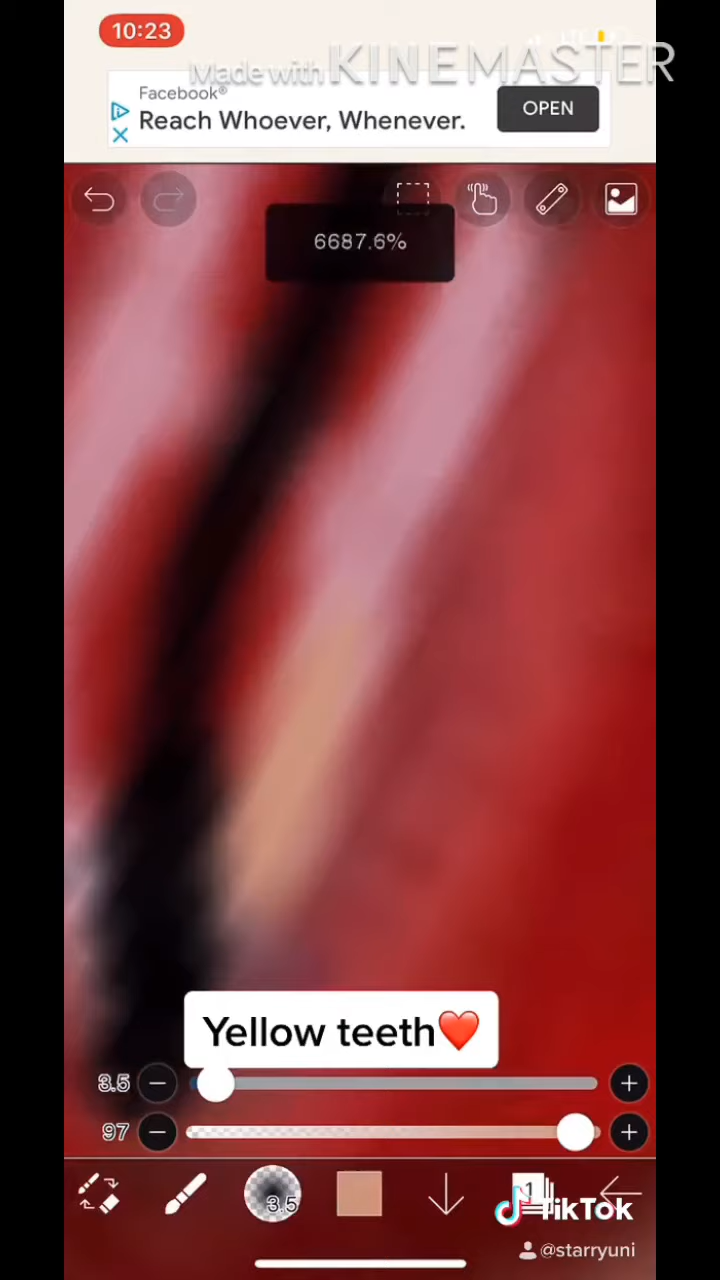 10:23
Made with KINEMASTER
Facebook®
Reach Whoever, Whenever.
OPEN
6687.6%
Yellow teeth❤️
3.5
97
3.5
1
TikTok
@starryuni